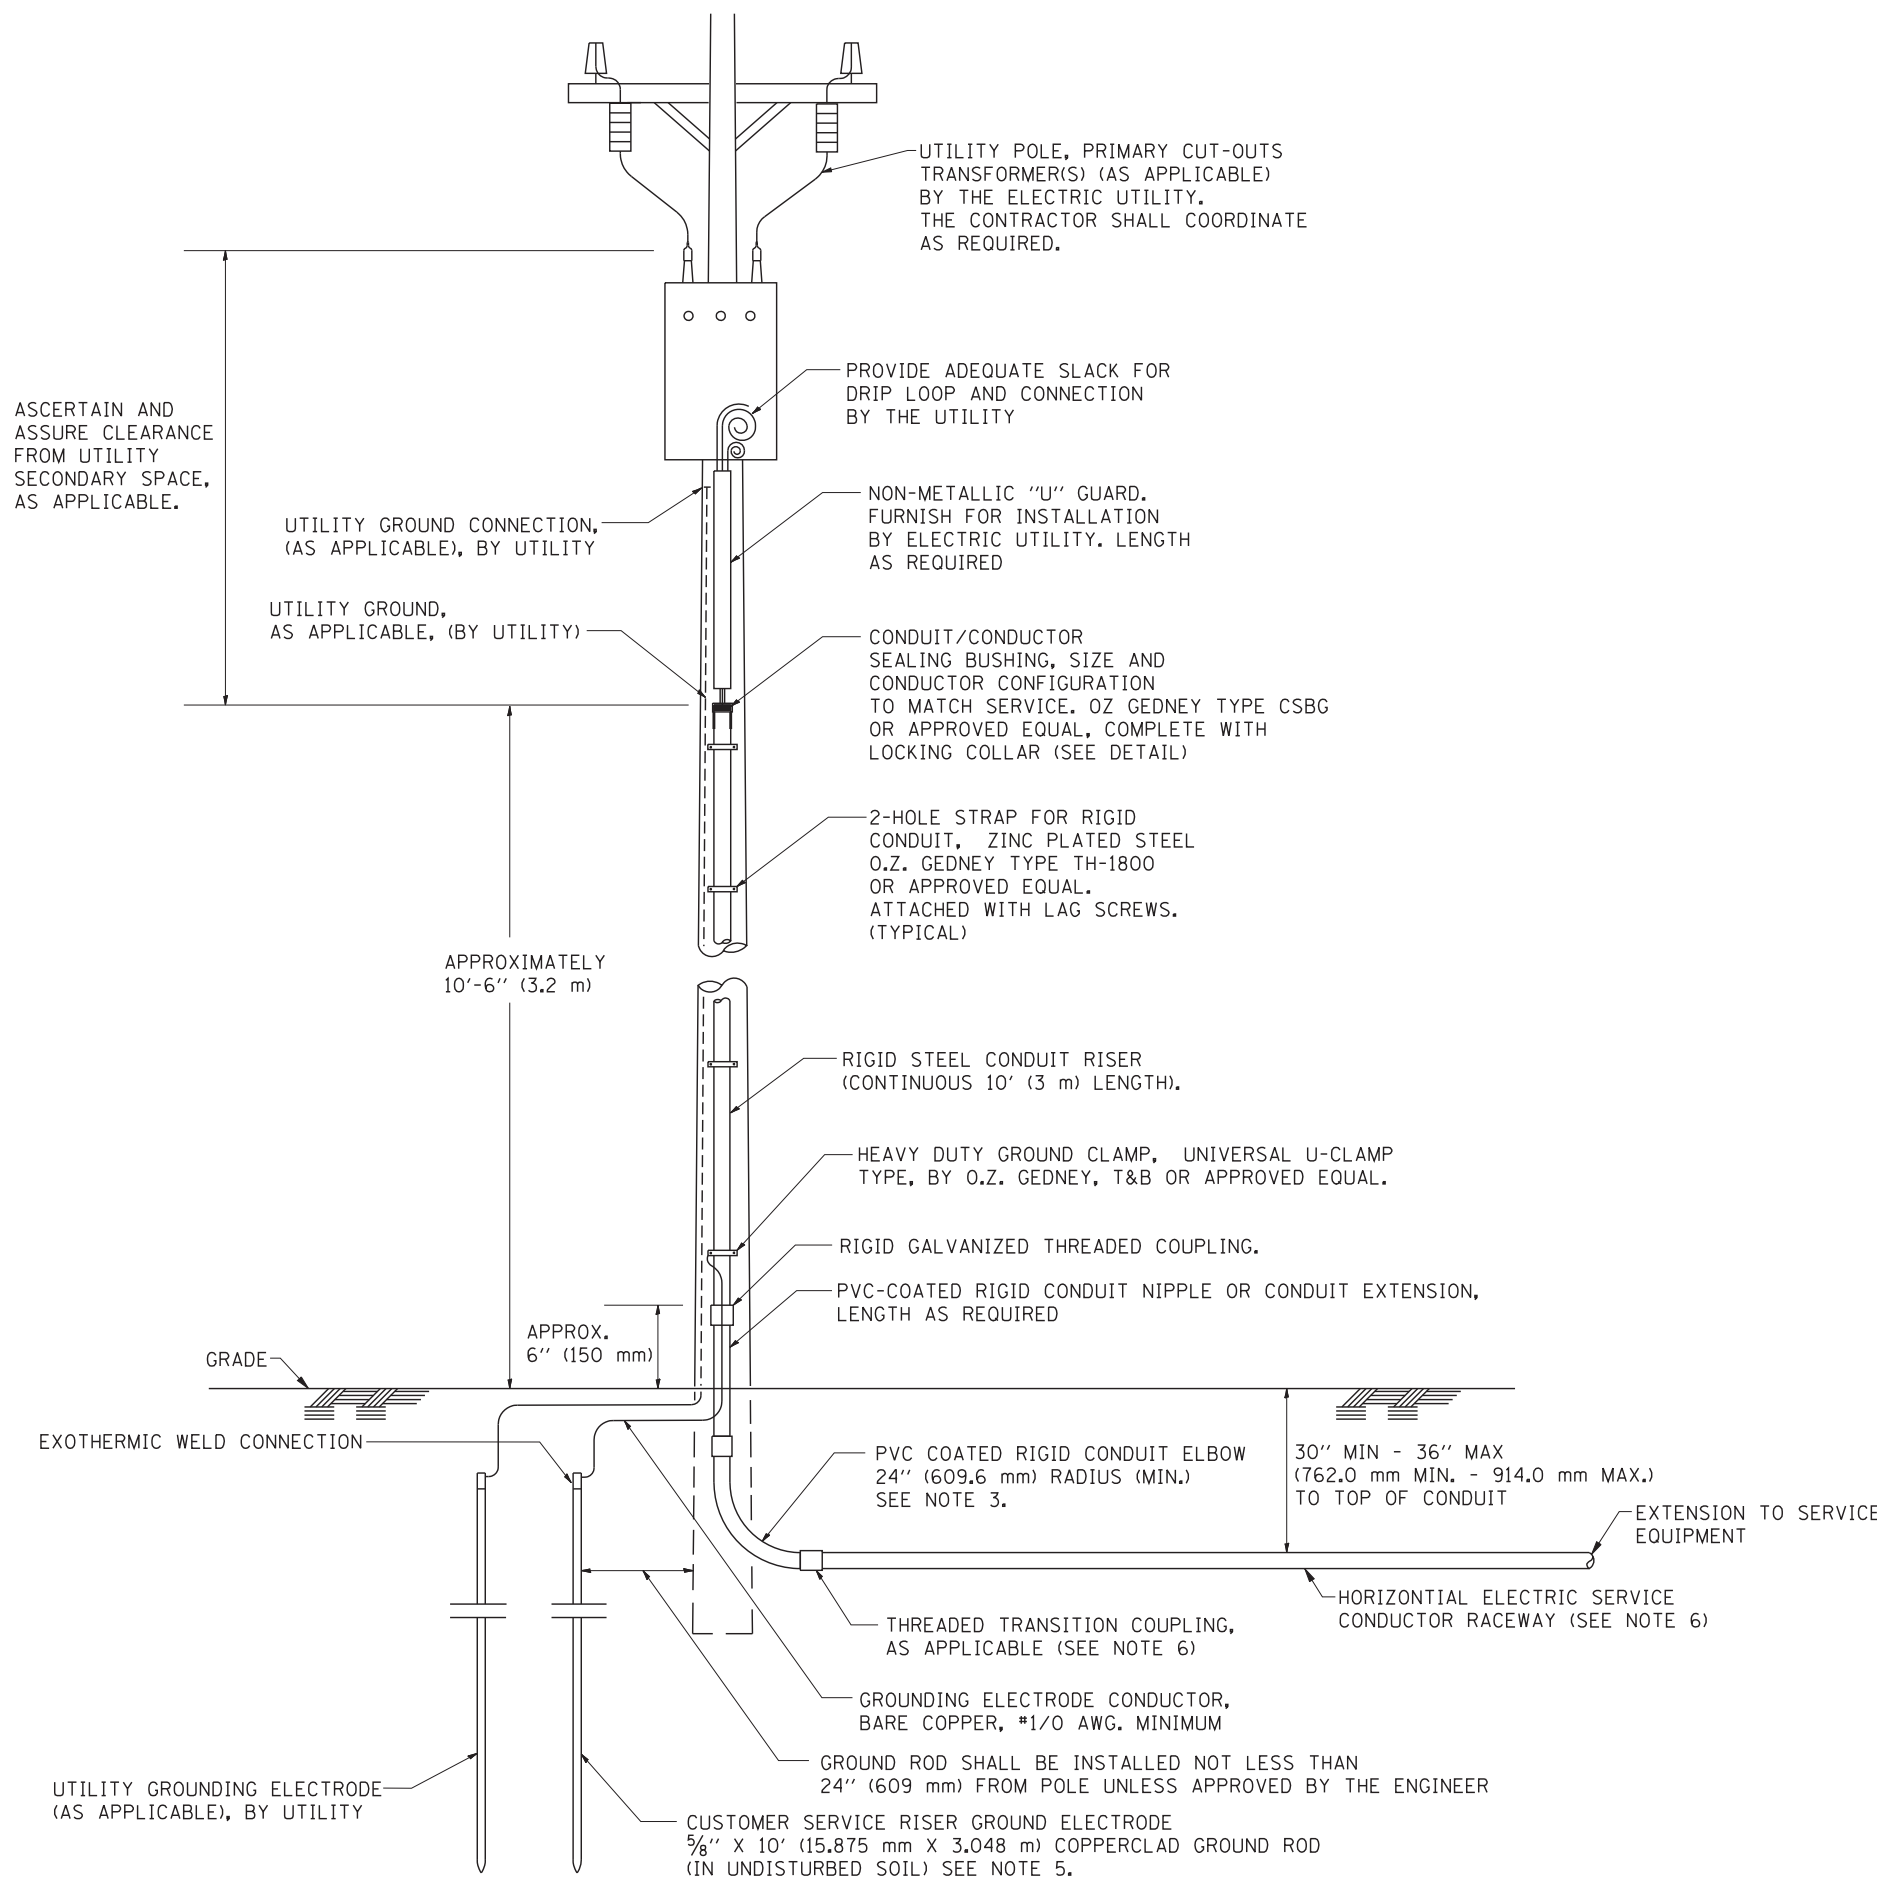 UTILITY POLE, PRIMARY CUT-OUTS
TRANSFORMER(S) (AS APPLICABLE)
BY THE ELECTRIC UTILITY.
THE CONTRACTOR SHALL COORDINATE
AS REQUIRED.
PROVIDE ADEQUATE SLACK FOR
DRIP LOOP AND CONNECTION
BY THE UTILITY
ASCERTAIN AND
ASSURE CLEARANCE
FROM UTILITY
SECONDARY SPACE,
AS APPLICABLE.
NON-METALLIC "U" GUARD.
FURNISH FOR INSTALLATION
BY ELECTRIC UTILITY. LENGTH
AS REQUIRED
UTILITY GROUND CONNECTION,
(AS APPLICABLE), BY UTILITY
UTILITY GROUND,
AS APPLICABLE, (BY UTILITY)
CONDUIT/CONDUCTOR
SEALING BUSHING, SIZE AND
CONDUCTOR CONFIGURATION
TO MATCH SERVICE. OZ GEDNEY TYPE CSBG
OR APPROVED EQUAL, COMPLETE WITH
LOCKING COLLAR (SEE DETAIL)
2-HOLE STRAP FOR RIGID
CONDUIT, ZINC PLATED STEEL
O.Z. GEDNEY TYPE TH-1800
OR APPROVED EQUAL.
ATTACHED WITH LAG SCREWS.
(TYPICAL)
APPROXIMATELY
10'-6'' (3.2 m)
RIGID STEEL CONDUIT RISER
(CONTINUOUS 10' (3 m) LENGTH).
HEAVY DUTY GROUND CLAMP, UNIVERSAL U-CLAMP
TYPE, BY O.Z. GEDNEY, T&B OR APPROVED EQUAL.
RIGID GALVANIZED THREADED COUPLING.
PVC-COATED RIGID CONDUIT NIPPLE OR CONDUIT EXTENSION,
LENGTH AS REQUIRED
APPROX.
6'' (150 mm)
GRADE
EXOTHERMIC WELD CONNECTION
PVC COATED RIGID CONDUIT ELBOW
24'' (609.6 mm) RADIUS (MIN.)
SEE NOTE 3.
30'' MIN - 36'' MAX
(762.0 mm MIN. - 914.0 mm MAX.)
TO TOP OF CONDUIT
EXTENSION TO SERVICE
EQUIPMENT
HORIZONTIAL ELECTRIC SERVICE
CONDUCTOR RACEWAY (SEE NOTE 6)
THREADED TRANSITION COUPLING,
AS APPLICABLE (SEE NOTE 6)
GROUNDING ELECTRODE CONDUCTOR,
BARE COPPER, #1/0 AWG. MINIMUM
GROUND ROD SHALL BE INSTALLED NOT LESS THAN
24'' (609 mm) FROM POLE UNLESS APPROVED BY THE ENGINEER
UTILITY GROUNDING ELECTRODE
(AS APPLICABLE), BY UTILITY
CUSTOMER SERVICE RISER GROUND ELECTRODE
5/8'' X 10' (15.875 mm X 3.048 m) COPPERCLAD GROUND ROD
(IN UNDISTURBED SOIL) SEE NOTE 5.